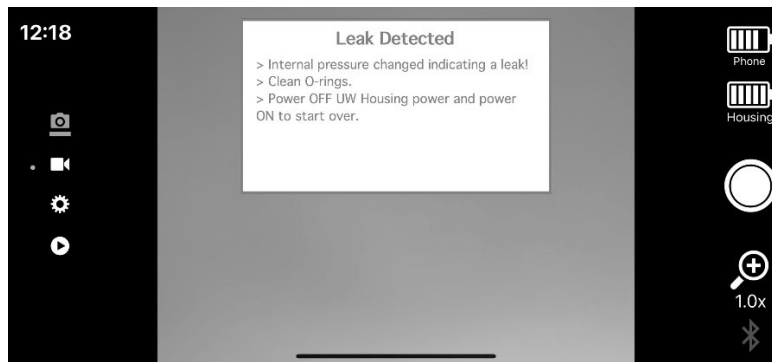 12:18
Leak Detected
> Internal pressure changed indicating a leak!
> Clean O-rings.
> Power OFF UW Housing power and power
ON to start over.
Phone
Housing
1.0x